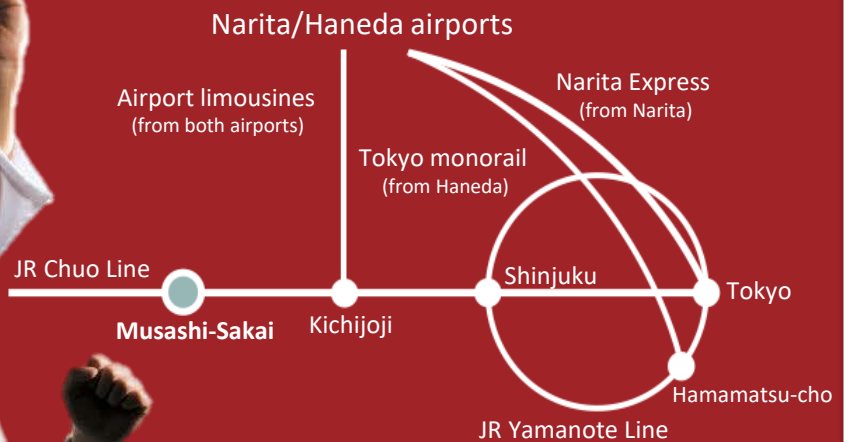 Narita/Haneda airports
Airport limousines
(from both airports)
Narita Express
(from Narita)
Tokyo monorail
(from Haneda)
JR Chuo Line
Shinjuku
Tokyo
Musashi-Sakai
Kichijoji
Hamamatsu-cho
JR Yamanote Line